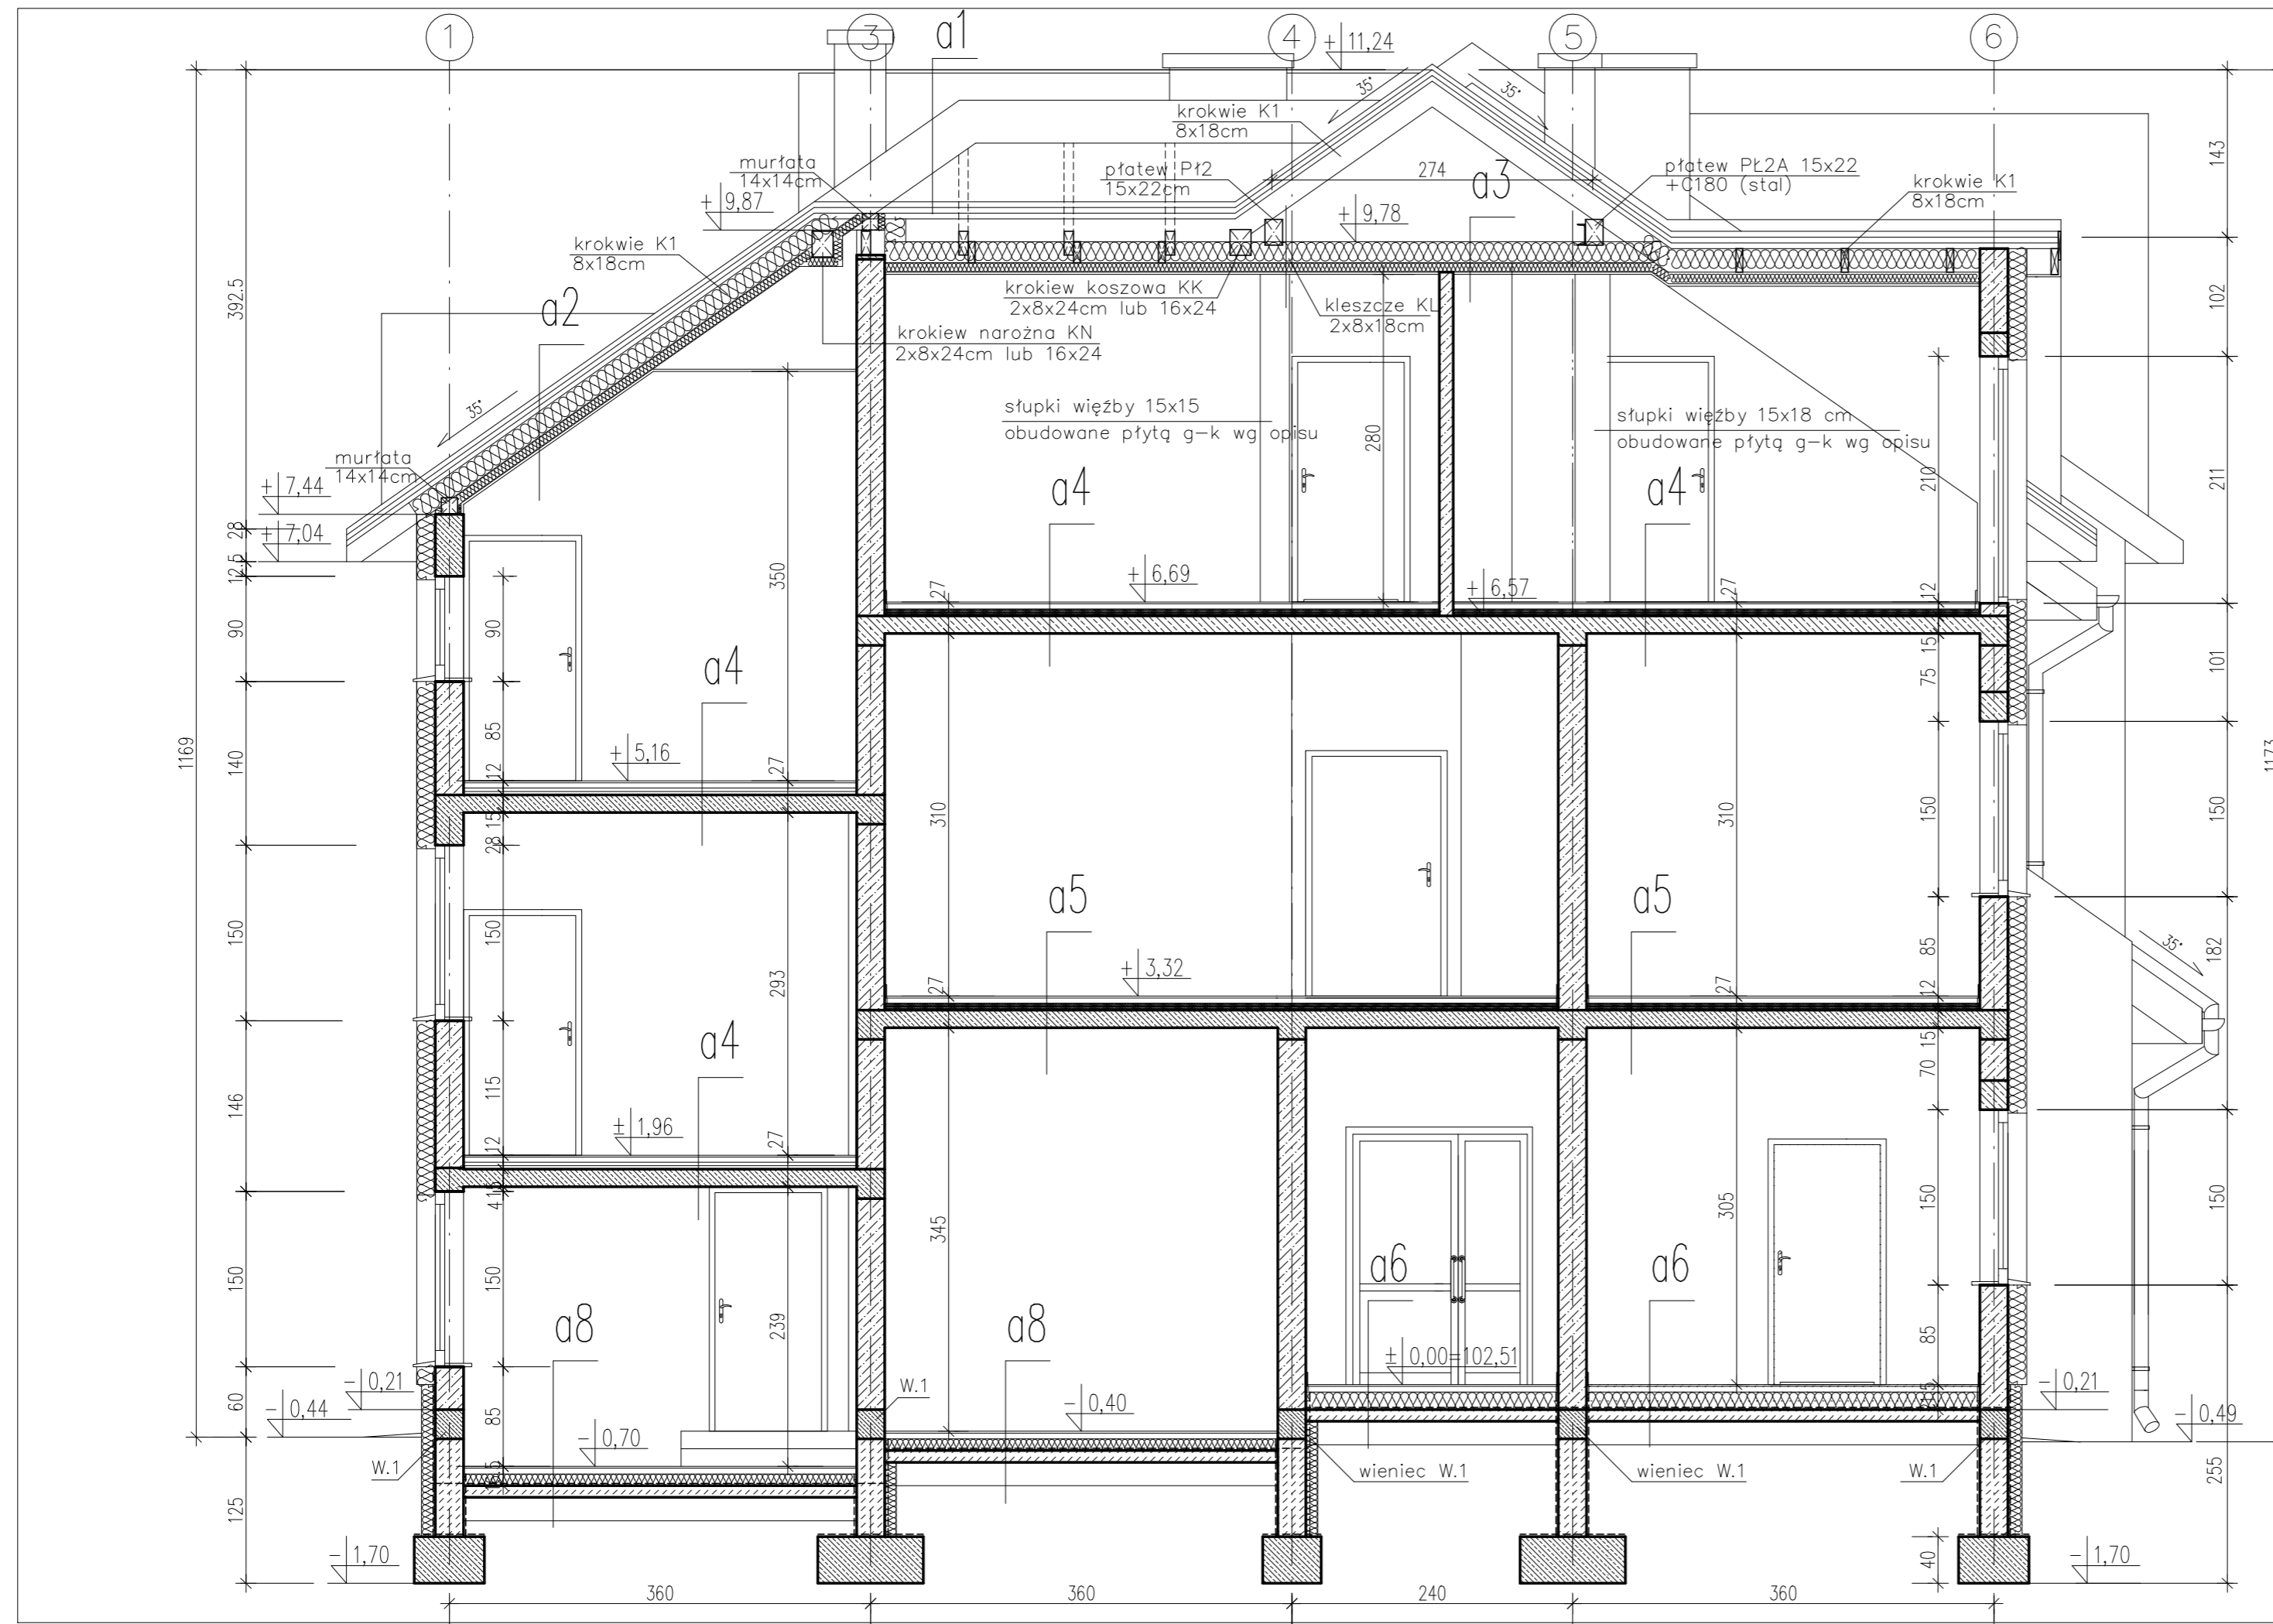 1
3
4
5
6
a1
+ 11,24
35°
35°
krokwie K1
8x18cm
murłata
14x14cm
płatew Pł2
15x22cm
274
a3
płatew PŁ2A 15x22
+C180 (stal)
krokwie K1
8x18cm
143
+ 9,87
+ 9,78
krokwie K1
8x18cm
392.5
a2
krokiew koszowa KK
2x8x24cm lub 16x24
kleszcze KL
2x8x18cm
102
krokiew narożna KN
2x8x24cm lub 16x24
35°
słupki więźby 15x15
obudowane płytą g-k wg opisu
280
słupki więźby 15x18 cm
obudowane płytą g-k wg opisu
murłata
14x14cm
210
211
+ 7,44
a4
a4
28
+ 7,04
12.5
350
+ 6,69
+ 6,57
27
27
12
90
90
a4
15
75
101
1169
140
85
+ 5,16
12
27
1173
15
28
310
310
150
150
150
150
a5
a5
293
85
182
35°
+ 3,32
27
27
12
146
115
a4
15
70
± 1,96
12
27
15
4
345
305
150
150
150
150
a8
239
a8
a6
a6
85
± 0,00=102,51
- 0,21
60
- 0,44
85
W.1
- 0,40
- 0,21
- 0,49
- 0,70
W.1
wieniec W.1
wieniec W.1
W.1
125
255
- 1,70
40
- 1,70
360
360
240
360